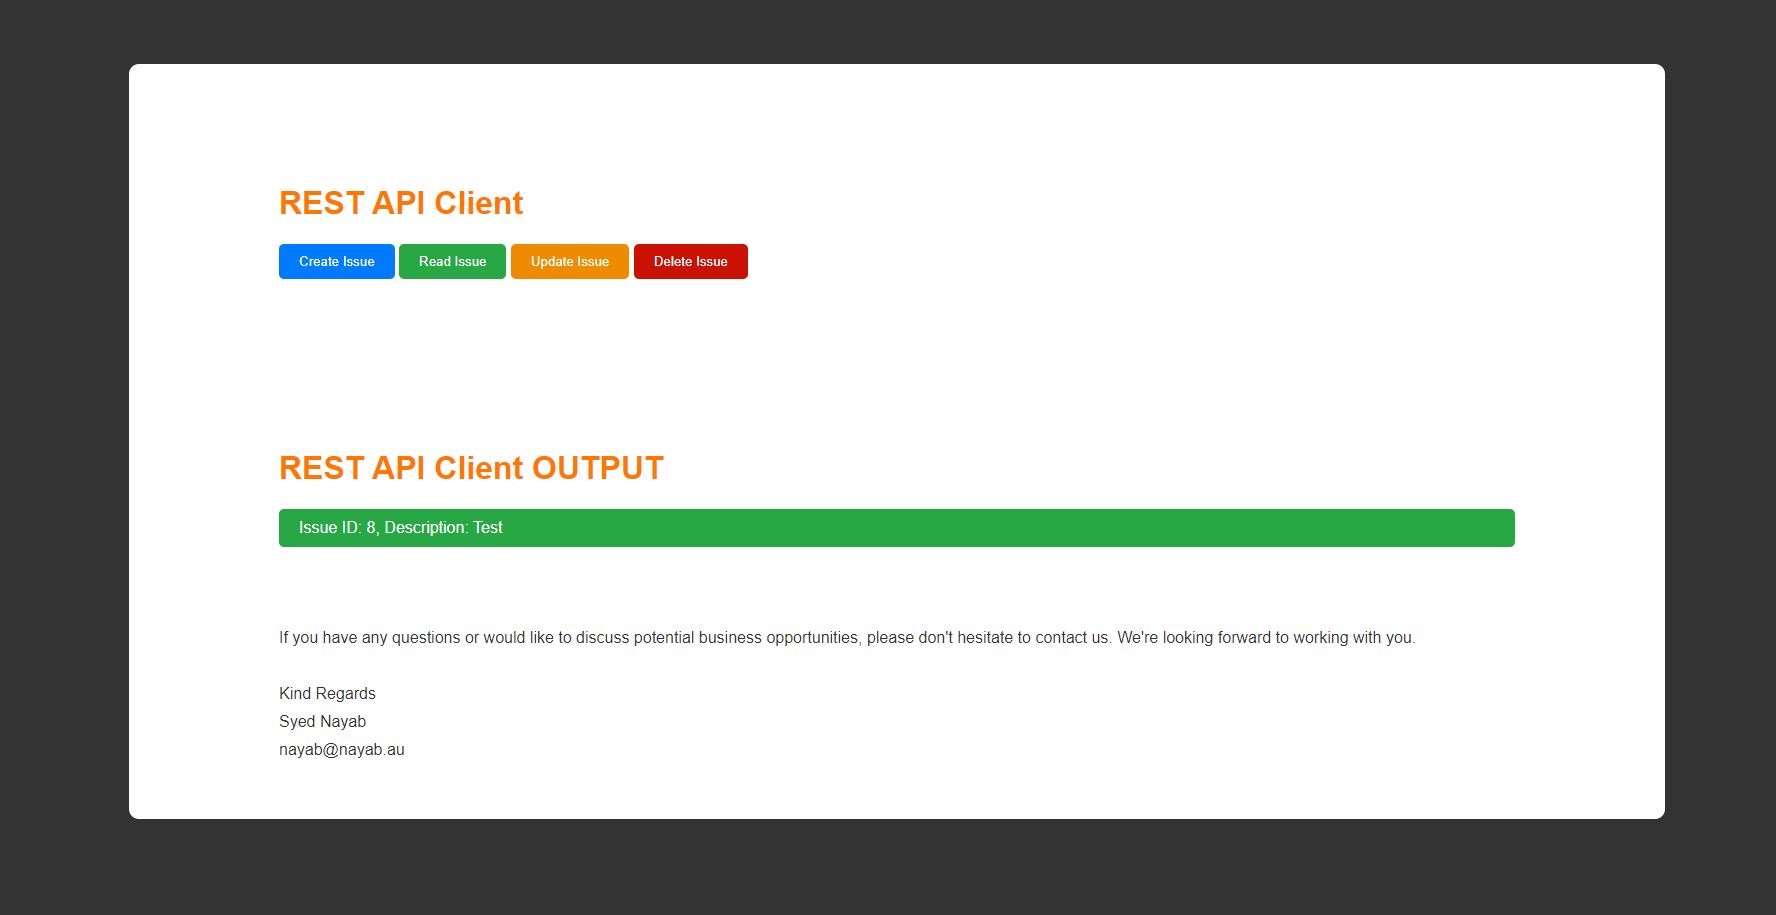 REST API Client
Create Issue Read Issue Update Issue Delete Issue
REST API Client OUTPUT
Issue ID: 8, Description: Test
If you have any questions or would like to discuss potential business opportunities, please don't hesitate to contact us. We're looking forward to working with you.
Kind Regards
Syed Nayab
nayab@nayab.au